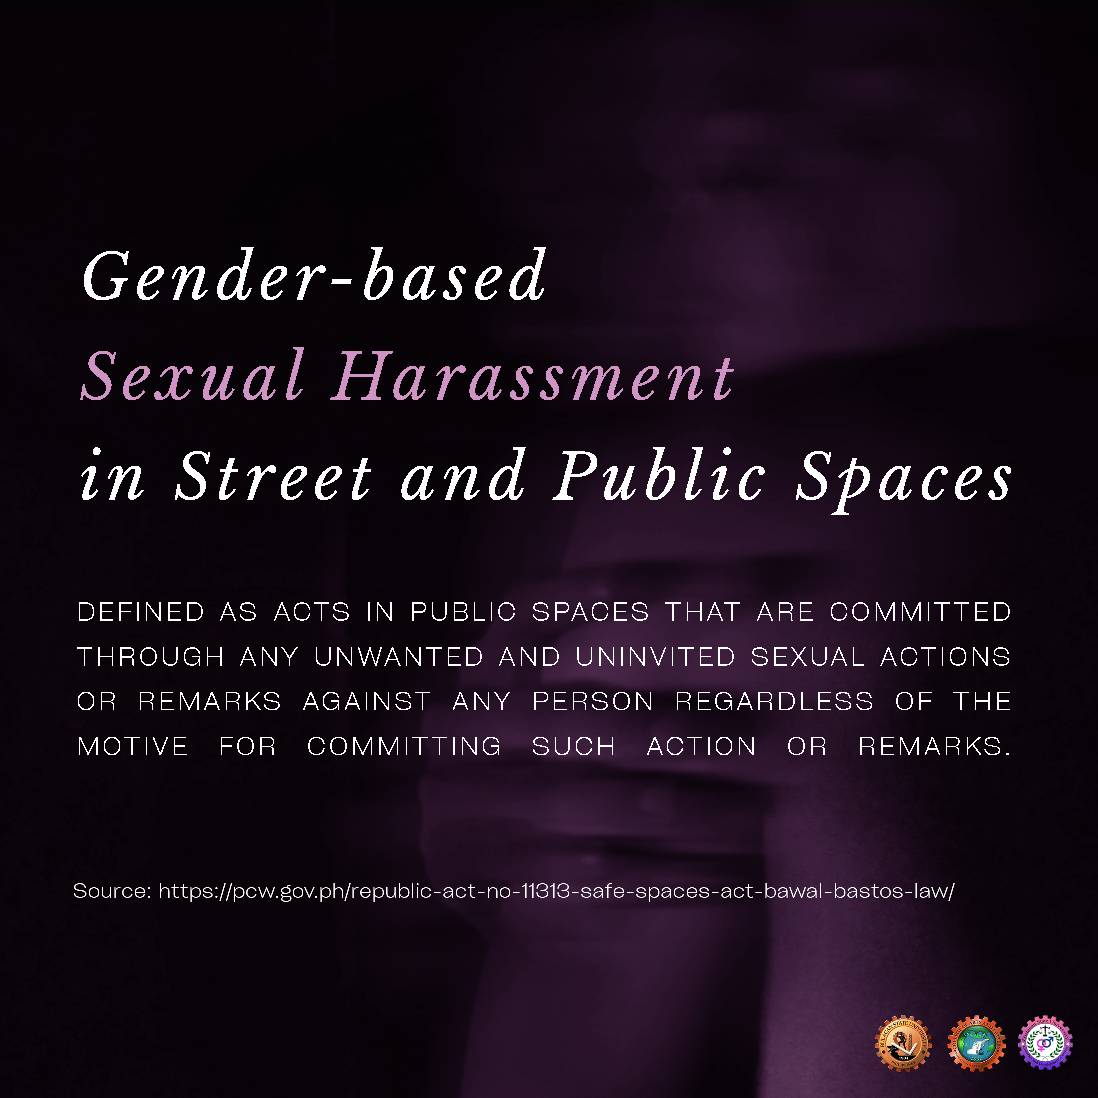 Gender-based
Sexual Harassment
in Street and Public Spaces
DEFINED AS ACTS IN PUBLIC SPACES THAT ARE COMMITTED
THROUGH ANY UNWANTED AND UNINVITED SEXUAL ACTIONS
OR REMARKS AGAINST ANY PERSON REGARDLESS OF THE
MOTIVE FOR COMMITTING SUCH ACTION OR REMARKS.
Source: https://pcw.gov.ph/republic-act-no-11313-safe-spaces-act-bawal-bastos-law/